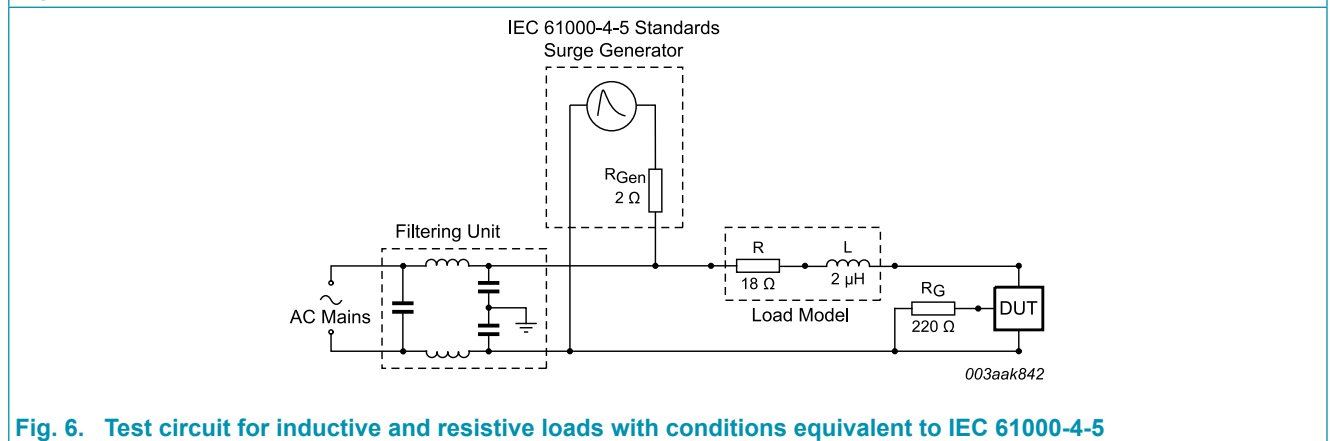 IEC 61000-4-5 Standards
Surge Generator
RGen
2 Ω
Filtering Unit
AC Mains
R
18 Ω
L
2 μH
Load Model
RG
220 Ω
DUT
003aak842
Fig. 6. Test circuit for inductive and resistive loads with conditions equivalent to IEC 61000-4-5